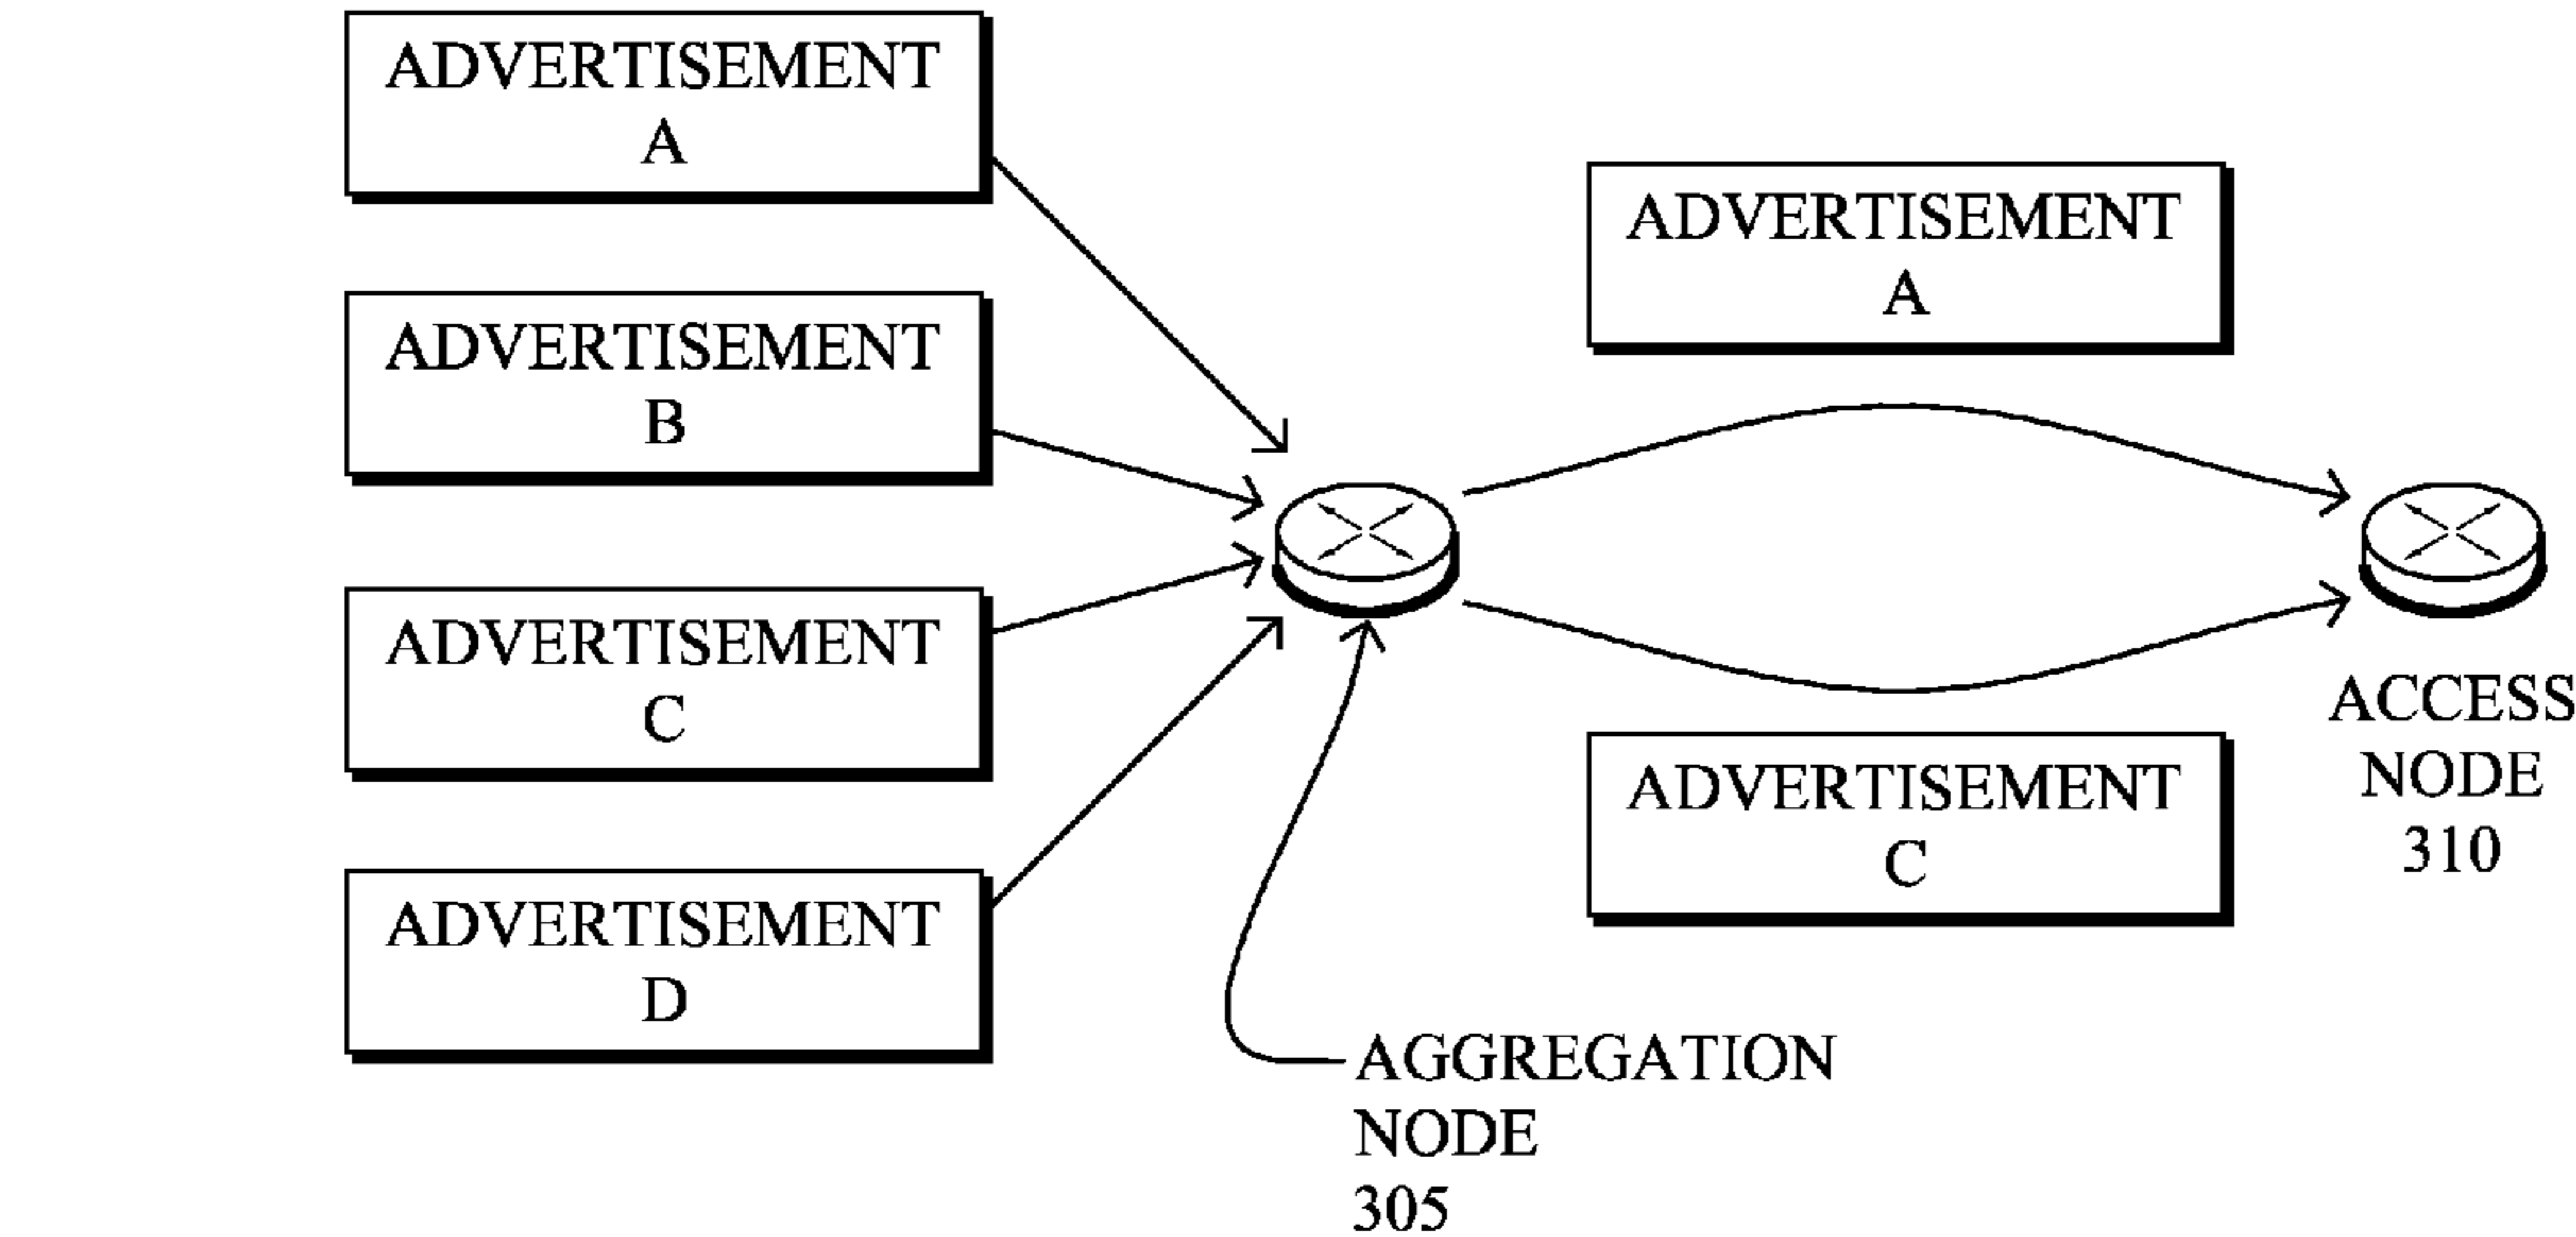 ADVERTISEMENT
A
ADVERTISEMENT
B
ADVERTISEMENT
C
ADVERTISEMENT
D
ADVERTISEMENT
A
ADVERTISEMENT
C
ACCESS
NODE
310
AGGREGATION
NODE
305